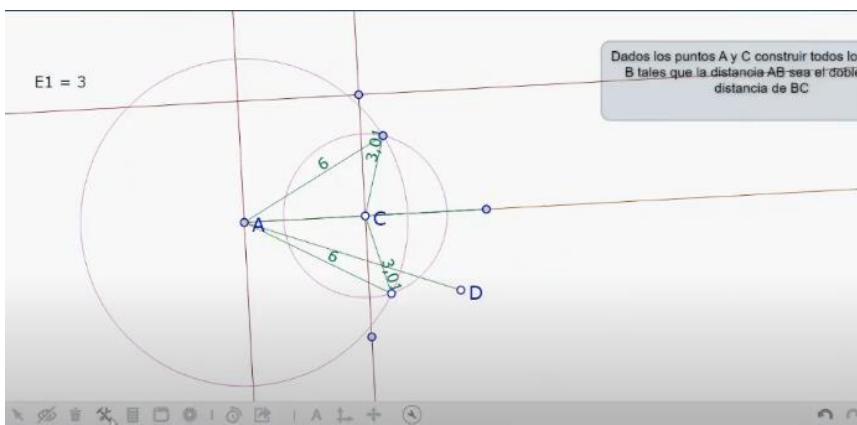 E1 = 3
Dados los puntos A y C construir todos lo
B tales que la distancia AB sea el doble
distancia de BC
6
3,01
A
C
6
3,01
D
A